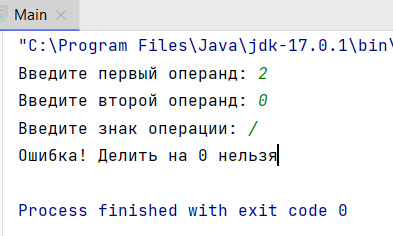 Main
"C:\Program Files\Java\jdk-17.0.1\bin\
Введите первый операнд: 2
Введите второй операнд: 0
Введите знак операции: /
Ошибка! Делить на 0 нельзя
Process finished with exit code 0